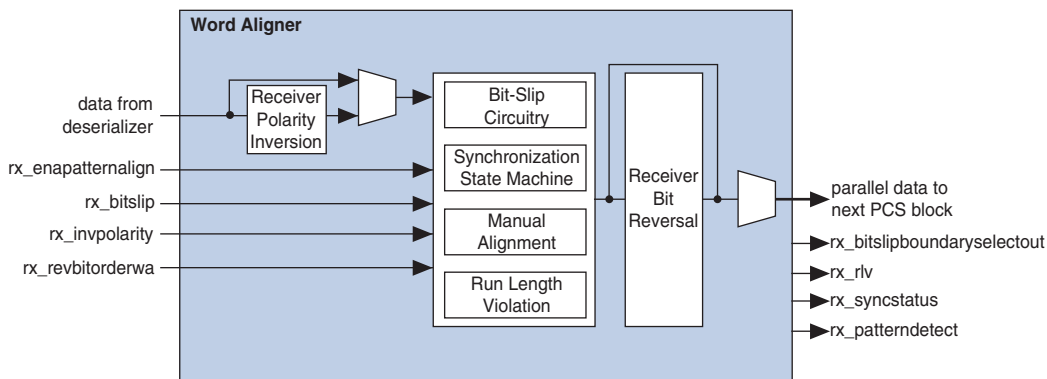 Word Aligner
data from
deserializer
Receiver
Polarity
Inversion
rx_enapatternalign
rx_bitslip
rx_invpolarity
rx_revbitorderwa
Bit-Slip
Circuitry
Synchronization
State Machine
Manual
Alignment
Run Length
Violation
Receiver
Bit
Reversal
parallel data to
next PCS block
rx_bitslipboundaryselectout
rx_rlv
rx_syncstatus
rx_patterndetect